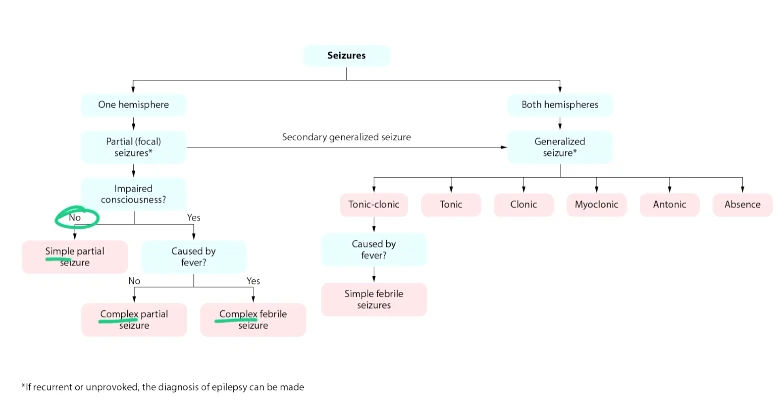 Seizures
One hemisphere
Both hemispheres
Partial (focal)
seizures*
Secondary generalized seizure
Generalized
seizure*
Impaired
consciousness?
No
Yes
Tonic-clonic
Tonic
Clonic
Myoclonic
Antonic
Absence
Simple partial
seizure
Caused by
fever?
Caused by
fever?
No
Yes
Simple febrile
seizures
Complex partial
seizure
Complex febrile
seizure
*If recurrent or unprovoked, the diagnosis of epilepsy can be made